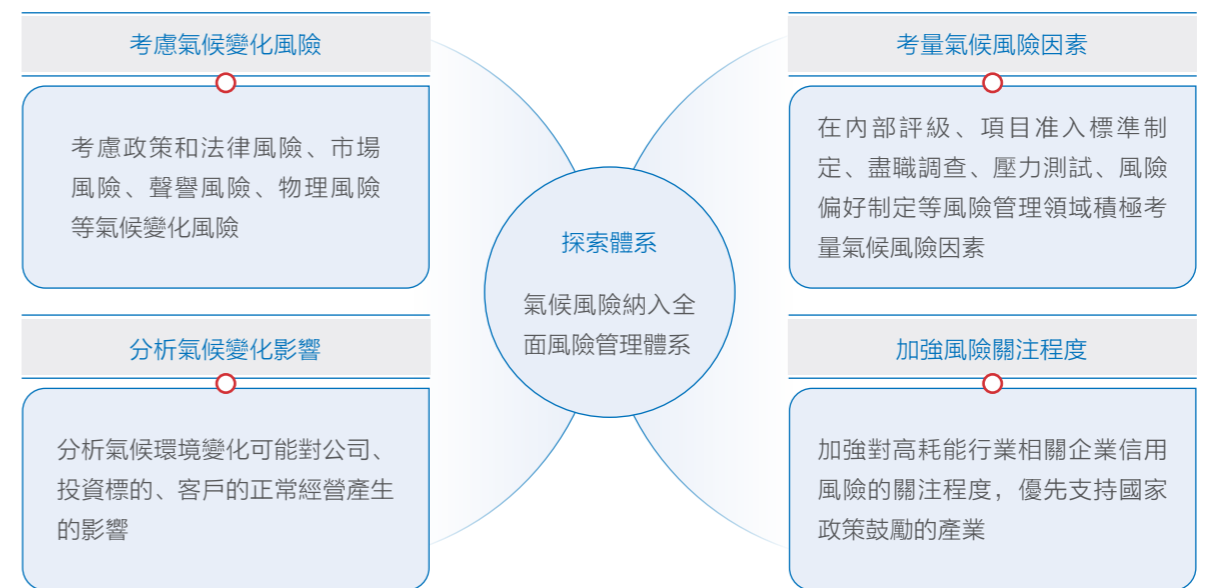 考慮氣候變化風險
考慮政策和法律風險、市場
風險、聲譽風險、物理風險
等氣候變化風險
分析氣候變化影響
分析氣候環境變化可能對公司、
投資標的、客戶的正常經營產生
的影響
探索體系
氣候風險納入全
面風險管理體系
考量氣候風險因素
在內部評級、項目准入標準制
定、盡職調查、壓力測試、風險
偏好制定等風險管理領域積極考
量氣候風險因素
加強風險關注程度
加強對高耗能行業相關企業信用
風險的關注程度，優先支持國家
政策鼓勵的產業